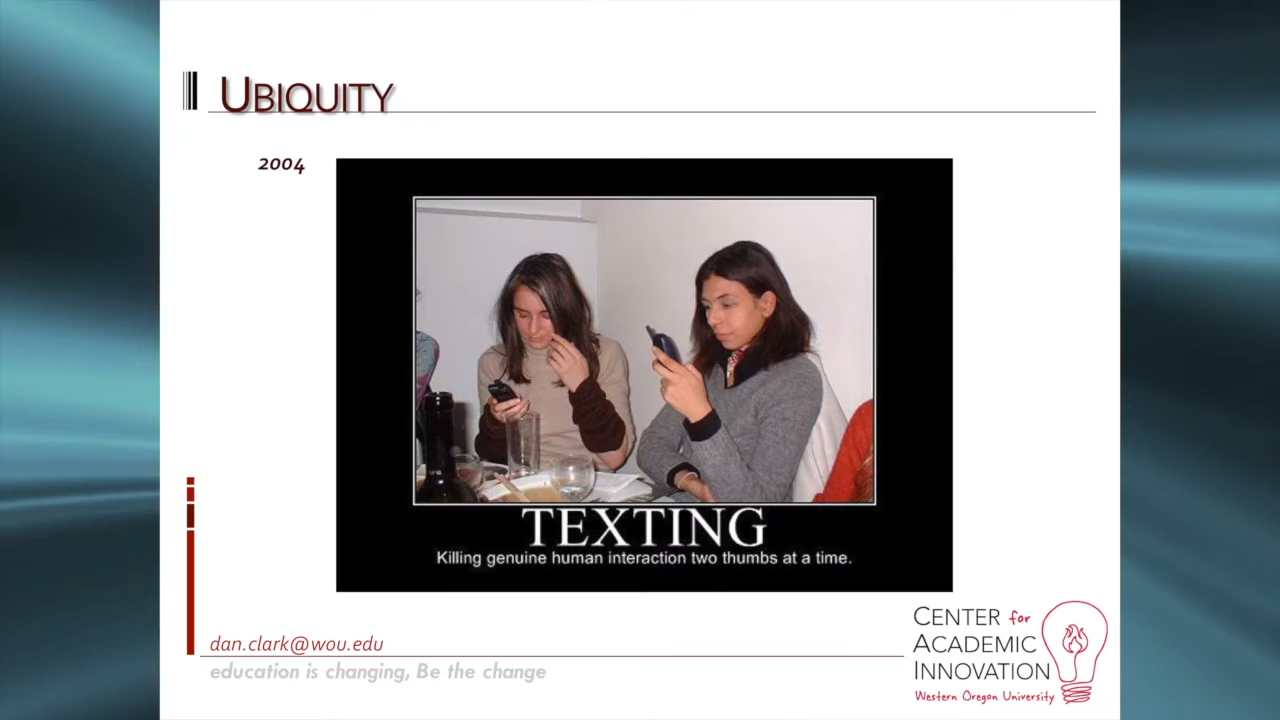 UBIQUITY
2004
TEXTING
Killing genuine human interaction two thumbs at a time.
dan.clark@wou.edu
education is changing, Be the change
CENTER for
ACADEMIC
INNOVATION
Western Oregon University